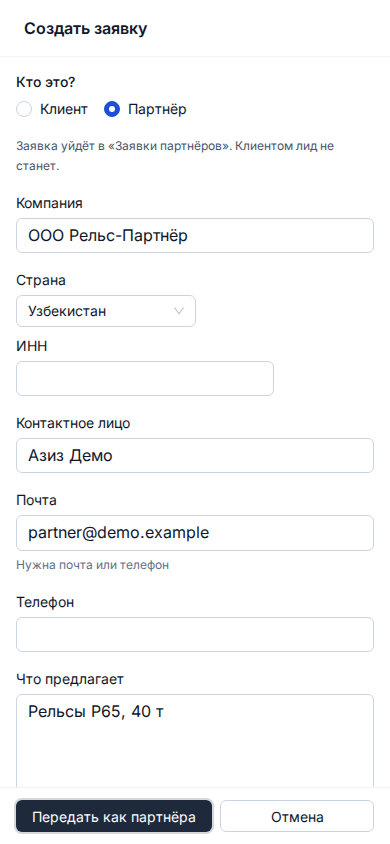 Создать заявку
Кто это?
Клиент
Партнёр
Заявка уйдёт в «Заявки партнёров». Клиентом лид не
станет.
Компания
ООО Рельс-Партнёр
Страна
Узбекистан
ИНН
Контактное лицо
Азиз Демо
Почта
partner@demo.example
Нужна почта или телефон
Телефон
Что предлагает
Рельсы Р65, 40 т
Передать как партнёра
Отмена